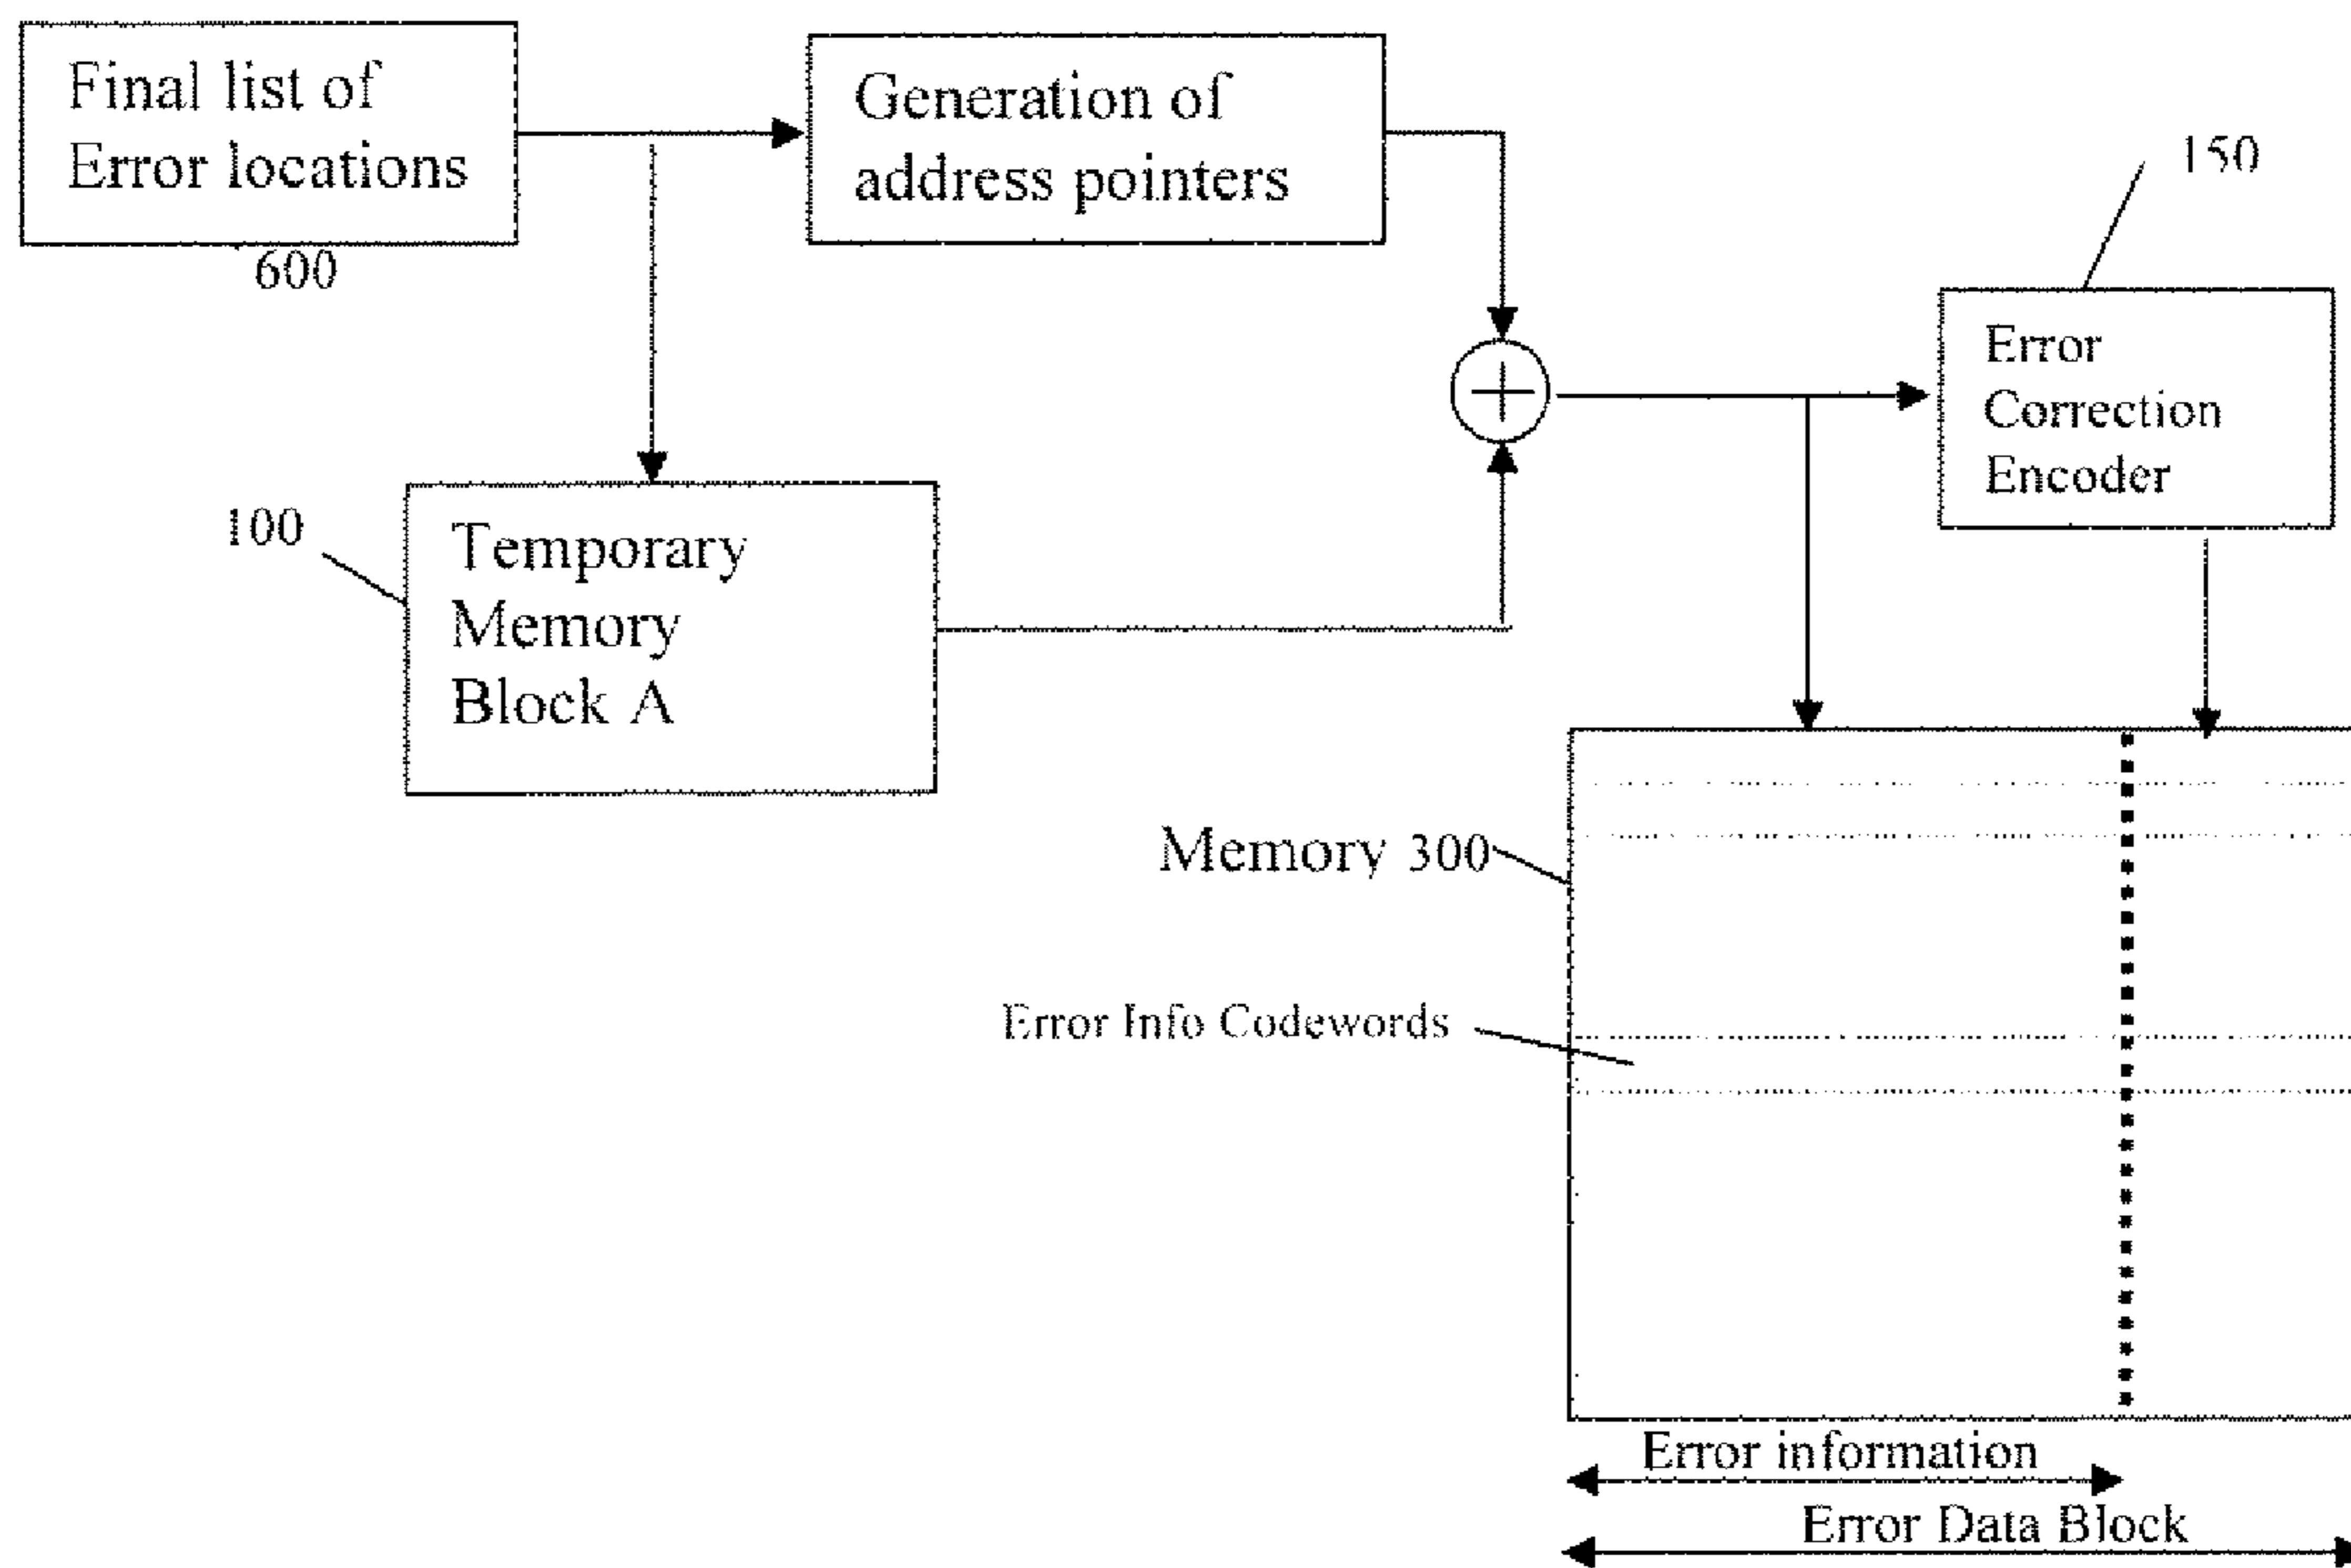 Final list of
Error locations
600
Generation of
address pointers
150
Error
Correction
Encoder
100
Temporary
Memory
Block A
Memory 300
Error Info Codewords
Error information
Error Data Block